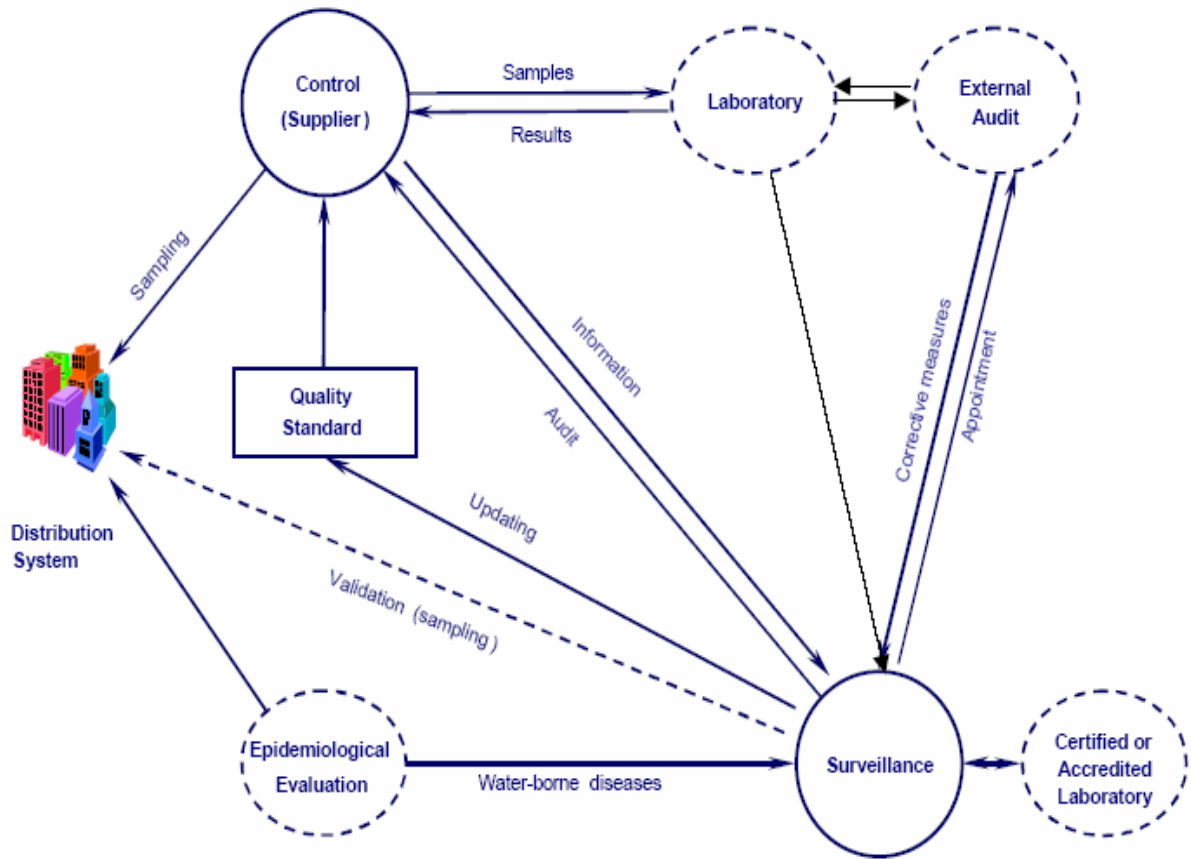 Control
(Supplier)
Samples
Results
Laboratory
External
Audit
Sampling
Information
Audit
Corrective measures
Appointment
Quality
Standard
Distribution
System
Updating
Validation (sampling)
Epidemiological
Evaluation
Water-borne diseases
Surveillance
Certified or
Accredited
Laboratory